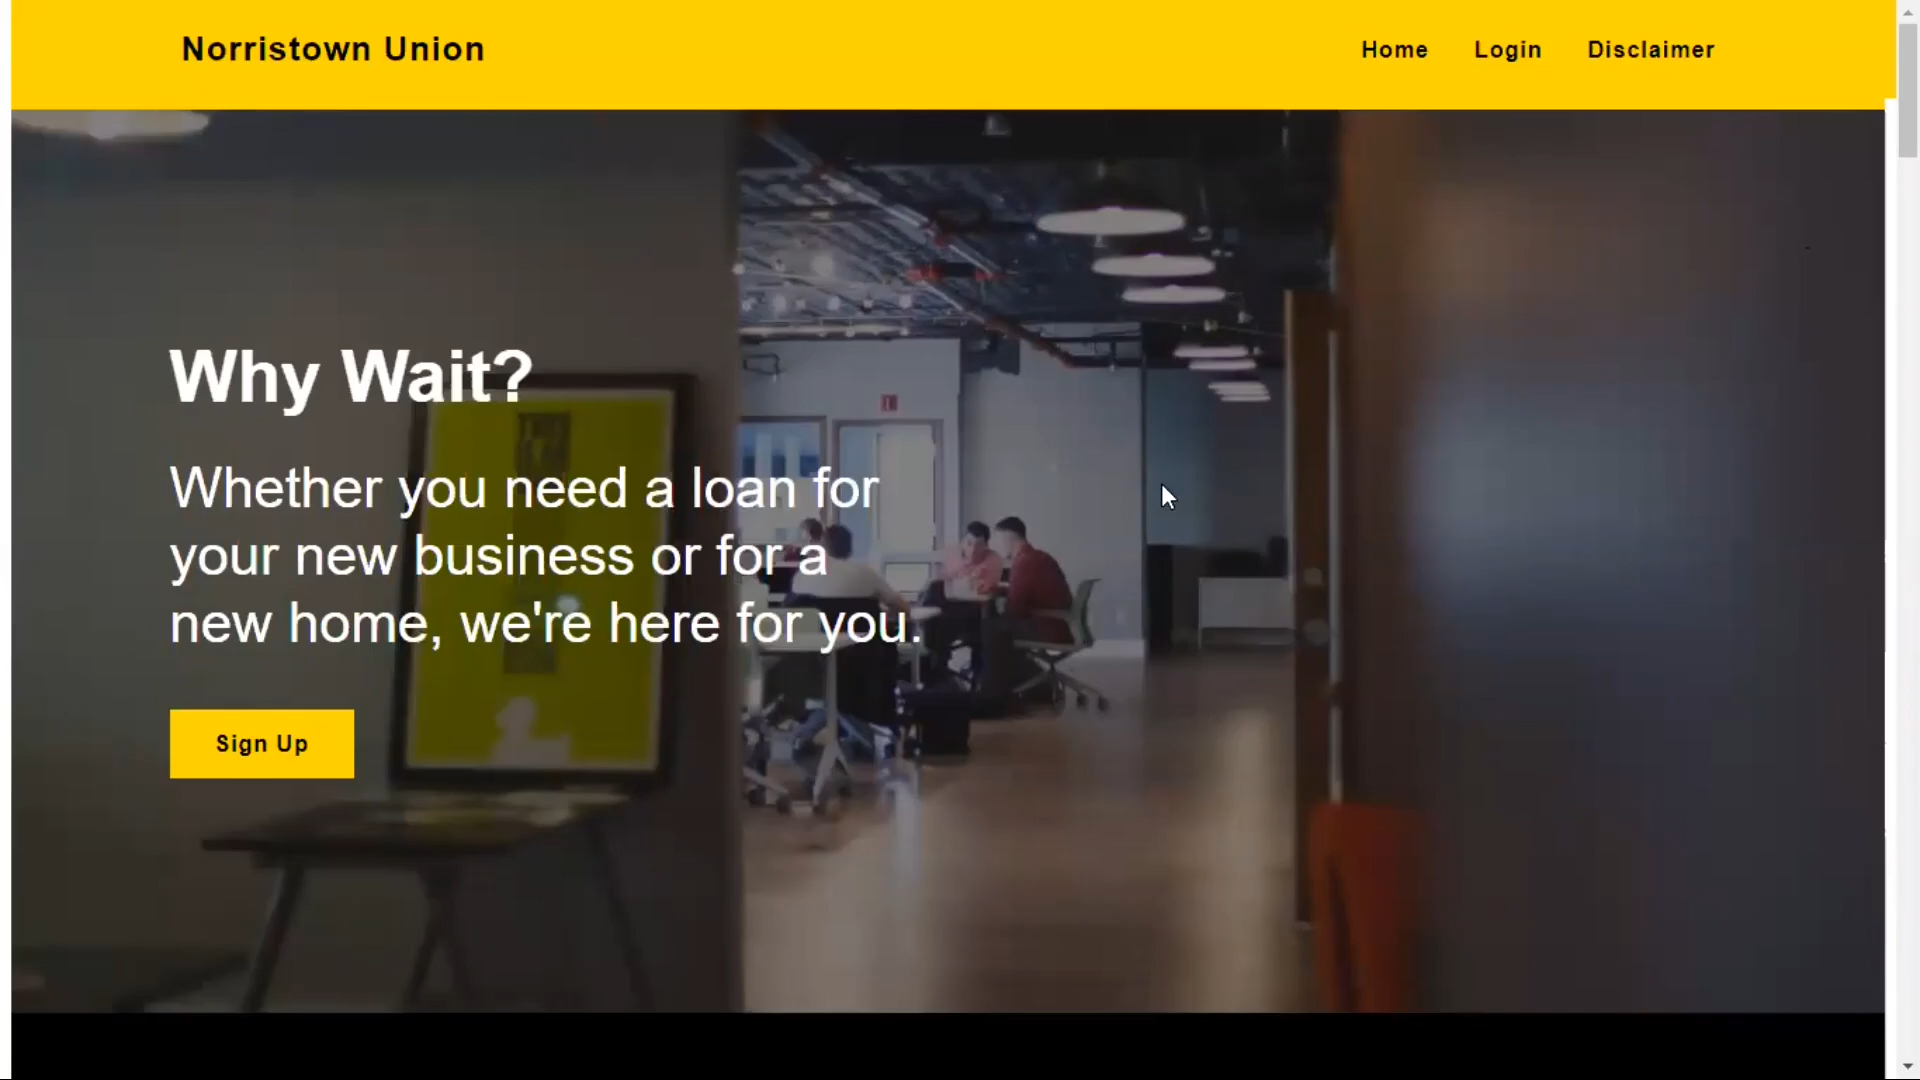 Norristown Union
Home Login Disclaimer
Why Wait?
Whether you need a loan for
your new business or for a
new home, we're here for you.
Sign Up